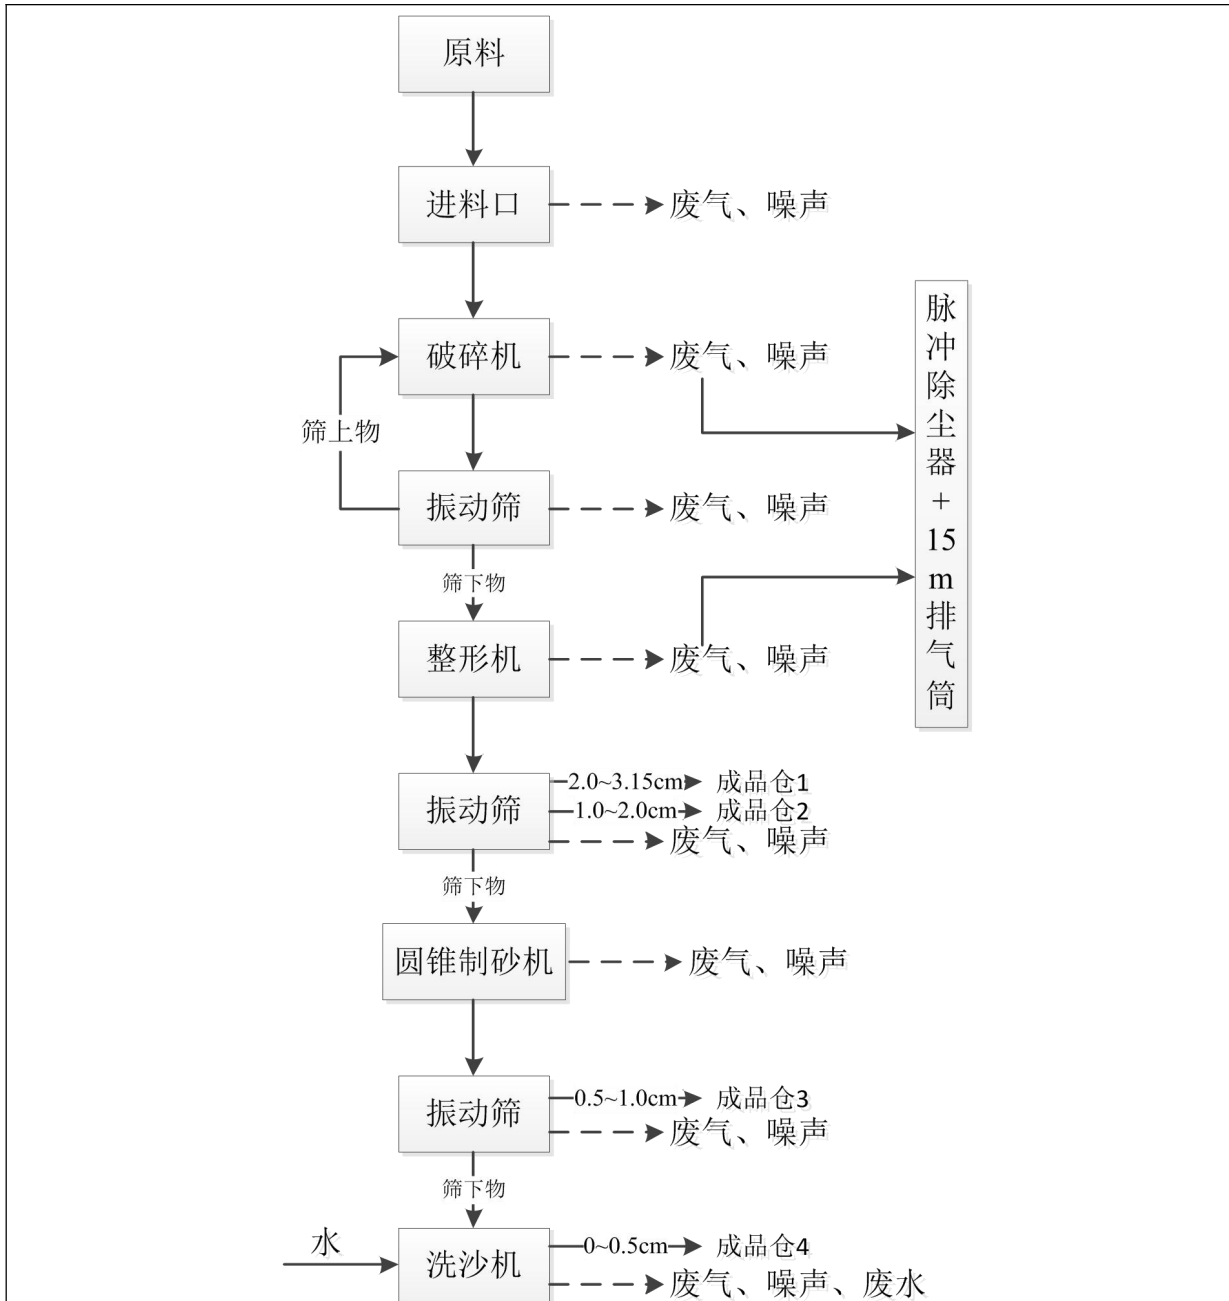 原料
进料口
废气、噪声
破碎机
废气、噪声
脉冲除尘器+15m排气筒
筛上物
振动筛
废气、噪声
筛下物
整形机
废气、噪声
振动筛
2.0~3.15cm
成品仓1
1.0~2.0cm
成品仓2
废气、噪声
筛下物
圆锥制砂机
废气、噪声
振动筛
0.5~1.0cm
成品仓3
废气、噪声
筛下物
水
洗沙机
0~0.5cm
成品仓4
废气、噪声、废水